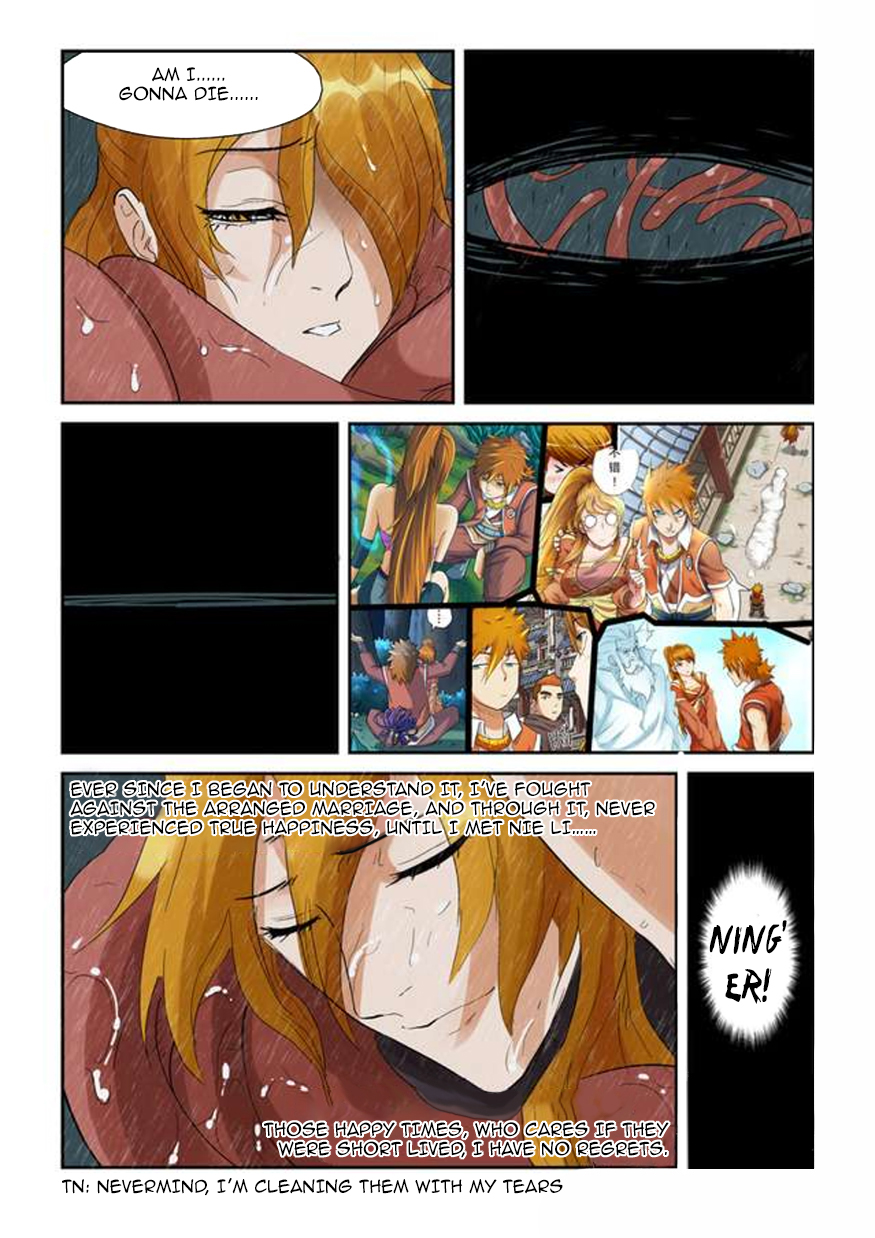 AM I......
GONNA DIE......
不
错
!
......
EVER SINCE I BEGAN TO UNDERSTAND IT, I'VE FOUGHT
AGAINST THE ARRANGED MARRIAGE, AND THROUGH IT, NEVER
EXPERIENCED TRUE HAPPINESS, UNTIL I MET NIE LI......
NING'
ER!
THOSE HAPPY TIMES, WHO CARES IF THEY
WERE SHORT LIVED, I HAVE NO REGRETS.
TN: NEVERMIND, I'M CLEANING THEM WITH MY TEARS